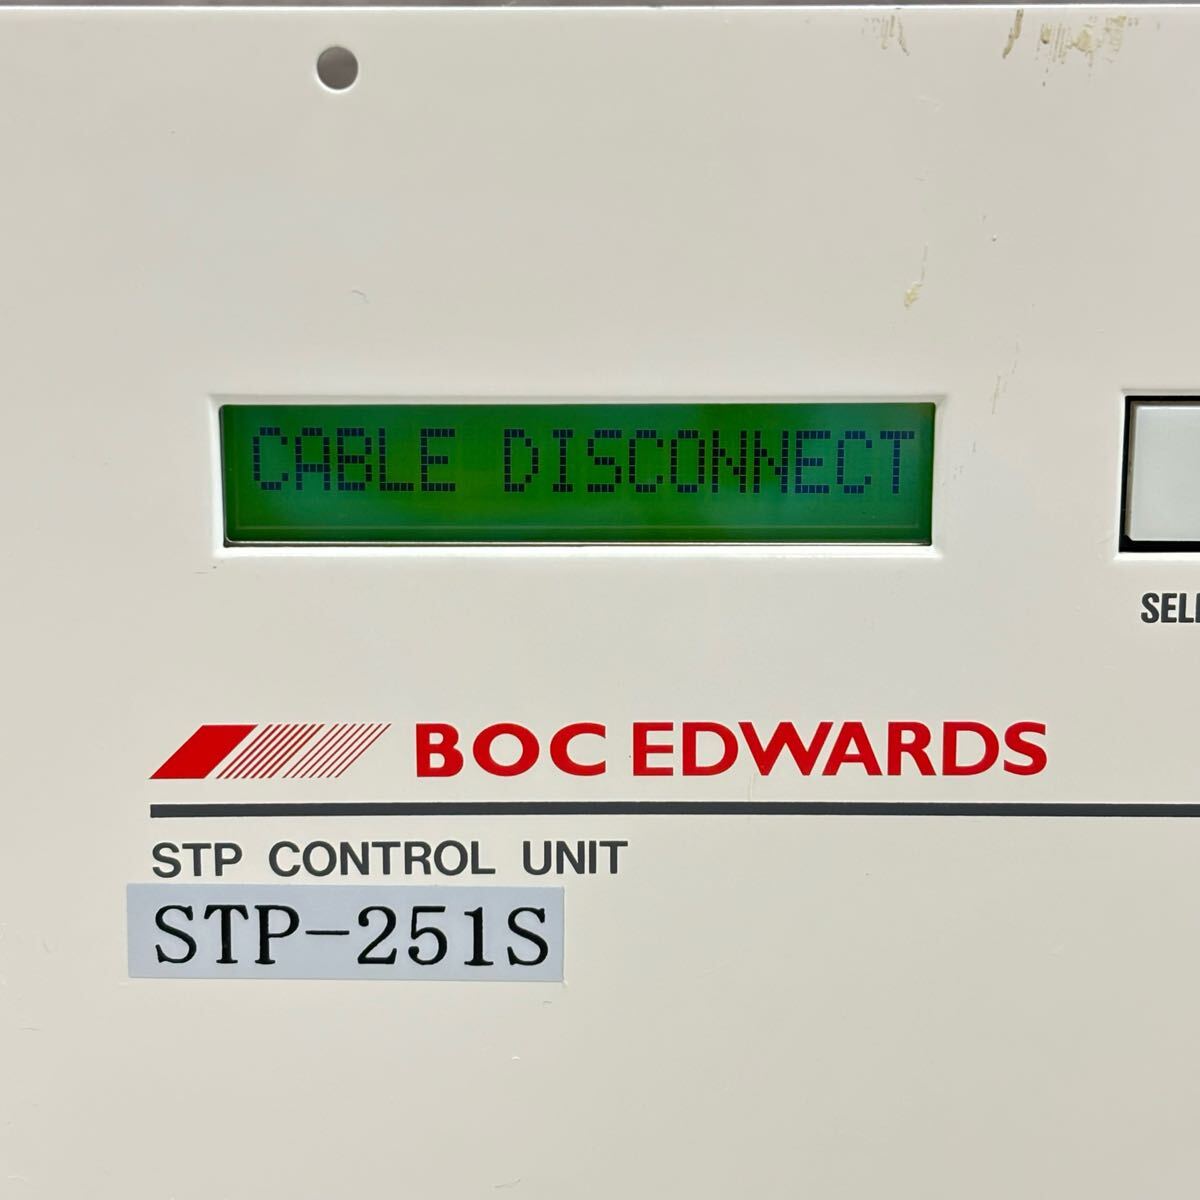 CABLE DISCONNECT
BOC EDWARDS
STP CONTROL UNIT
STP-251S